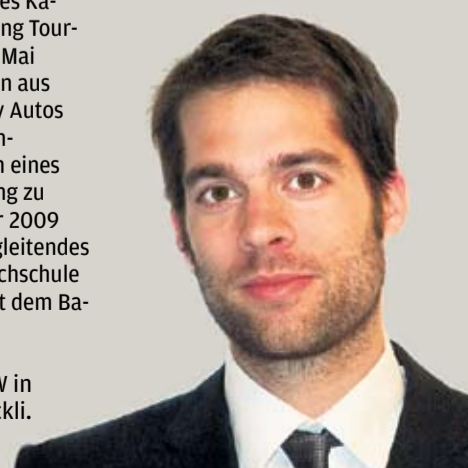 es Ka-
ng Tour-
Mai
n aus
y Autos
n-
n eines
ng zu
r 2009
gleitendes
chschule
t dem Ba-
W in
kli.